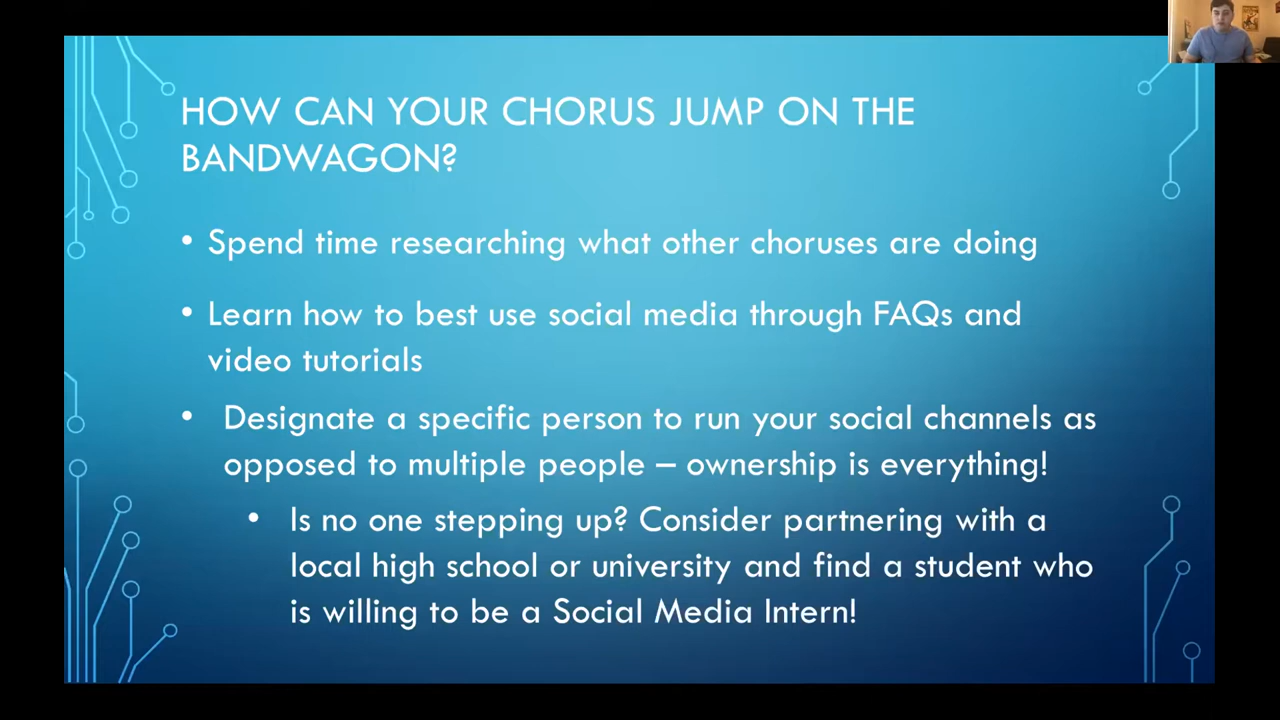 HOW CAN YOUR CHORUS JUMP ON THE
BANDWAGON?
• Spend time researching what other choruses are doing
• Learn how to best use social media through FAQs and
video tutorials
• Designate a specific person to run your social channels as
opposed to multiple people – ownership is everything!
• Is no one stepping up? Consider partnering with a
local high school or university and find a student who
is willing to be a Social Media Intern!